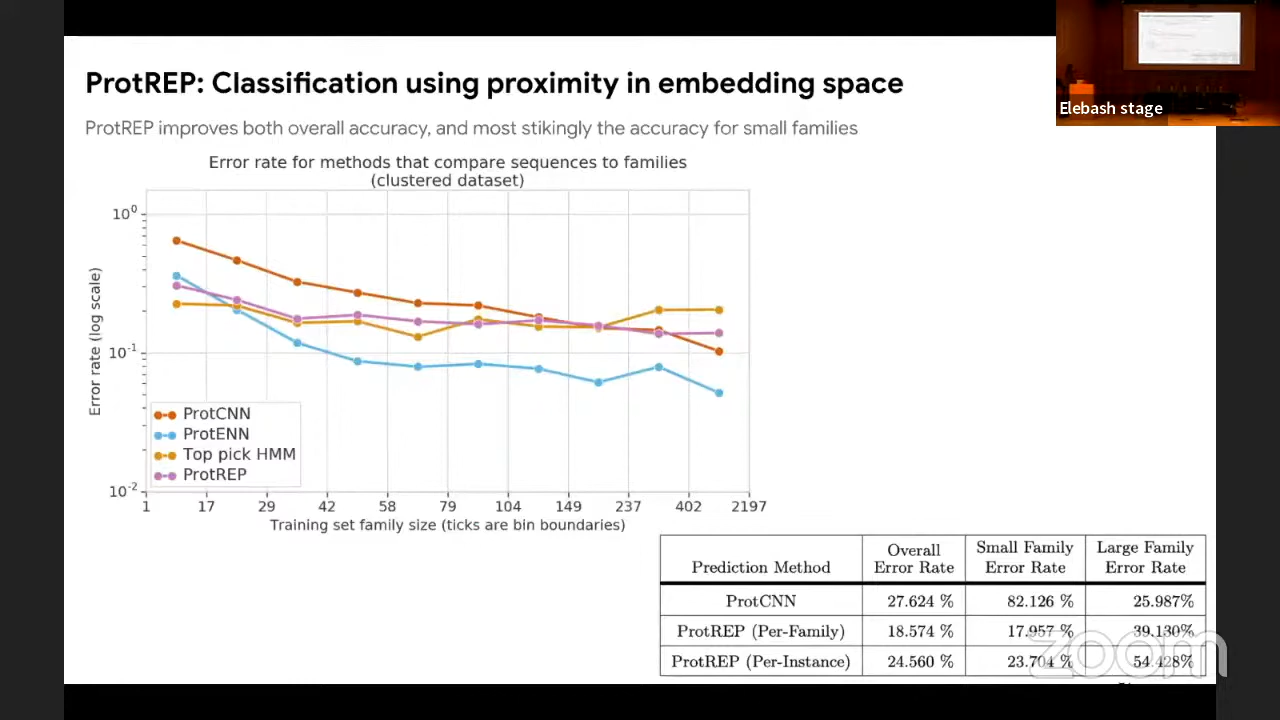 Elebash stage
ProtREP: Classification using proximity in embedding space
ProtREP improves both overall accuracy, and most stikingly the accuracy for small families
Error rate for methods that compare sequences to families
(clustered dataset)
Error rate (log scale)
10^0
10^-1
10^-2
ProtCNN
ProtENN
Top pick HMM
ProtREP
1 17 29 42 58 79 104 149 237 402 2197
Training set family size (ticks are bin boundaries)
Prediction Method Overall Error Rate Small Family Error Rate Large Family Error Rate
ProtCNN 27.624 % 82.126 % 25.987%
ProtREP (Per-Family) 18.574 % 17.957 % 39.130%
ProtREP (Per-Instance) 24.560 % 23.704 % 54.428%
zoom